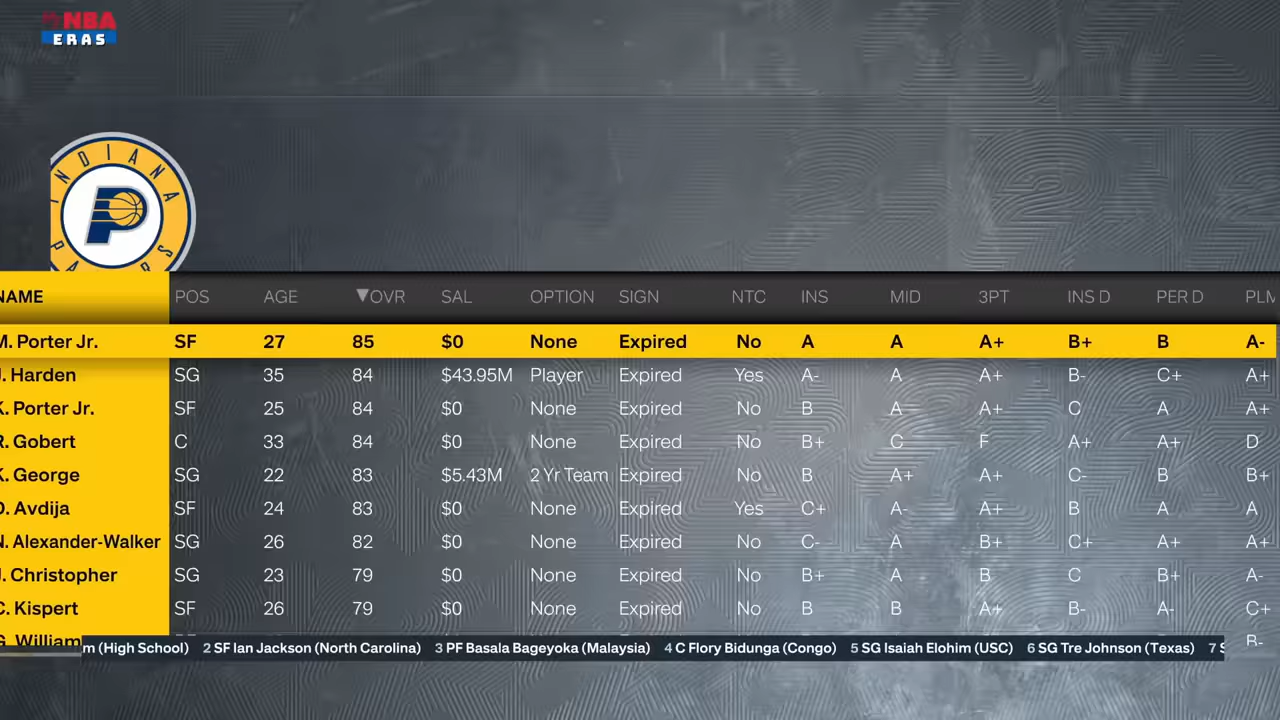 NBA
ERAS
INDIANA
PACERS
NAME POS AGE ▼OVR SAL OPTION SIGN NTC INS MID 3PT INS D PER D PLM
M. Porter Jr. SF 27 85 $0 None Expired No A A A+ B+ B A-
J. Harden SG 35 84 $43.95M Player Expired Yes A- A A+ B- C+ A+
K. Porter Jr. SF 25 84 $0 None Expired No B A A+ C A A+
R. Gobert C 33 84 $0 None Expired No B+ C F A+ A+ D
K. George SG 22 83 $5.43M 2 Yr Team Expired No B A+ A+ C- B B+
D. Avdija SF 24 83 $0 None Expired Yes C+ A- A+ B A A
N. Alexander-Walker SG 26 82 $0 None Expired No C- A B+ C+ A+ A+
J. Christopher SG 23 79 $0 None Expired No B+ A B C B+ A-
C. Kispert SF 26 79 $0 None Expired No B B A+ B- A- C+
G. William B-
m (High School) 2 SF Ian Jackson (North Carolina) 3 PF Basala Bageyoka (Malaysia) 4 C Flory Bidunga (Congo) 5 SG Isaiah Elohim (USC) 6 SG Tre Johnson (Texas) 7 S